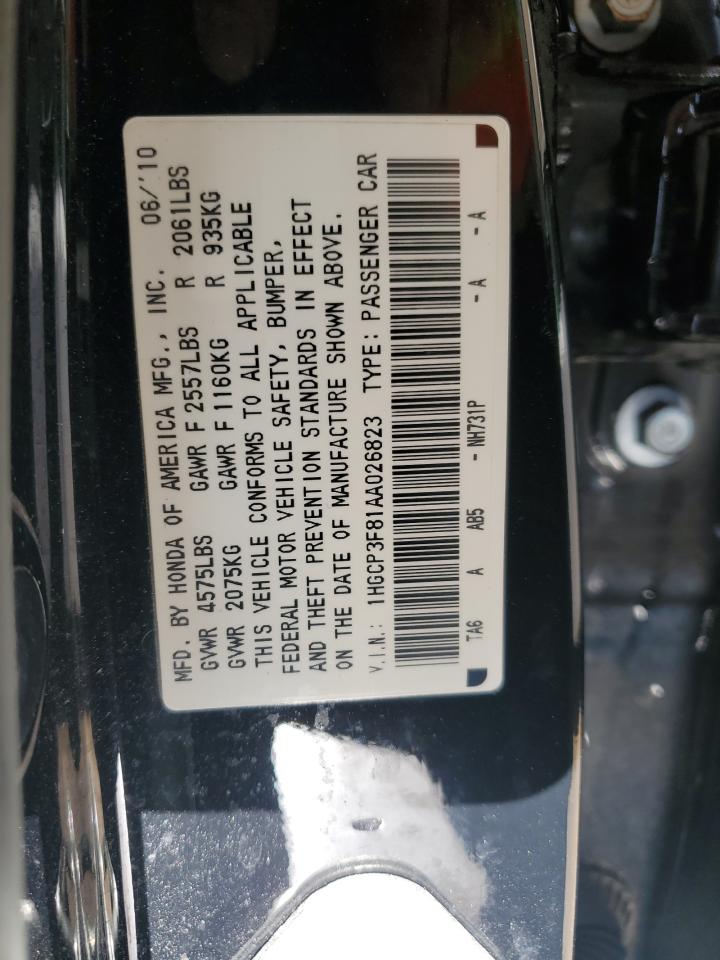 MFD. BY HONDA OF AMERICA MFG., INC. 06/'10
GVWR 4575LBS GAWR F 2557LBS R 2061LBS
GVWR 2075KG GAWR F 1160KG R 935KG
THIS VEHICLE CONFORMS TO ALL APPLICABLE
FEDERAL MOTOR VEHICLE SAFETY, BUMPER,
AND THEFT PREVENTION STANDARDS IN EFFECT
ON THE DATE OF MANUFACTURE SHOWN ABOVE.
V.I.N.: 1HGCP3F81AA026823 TYPE: PASSENGER CAR
TA6 A AB5 - NH731P - A - A